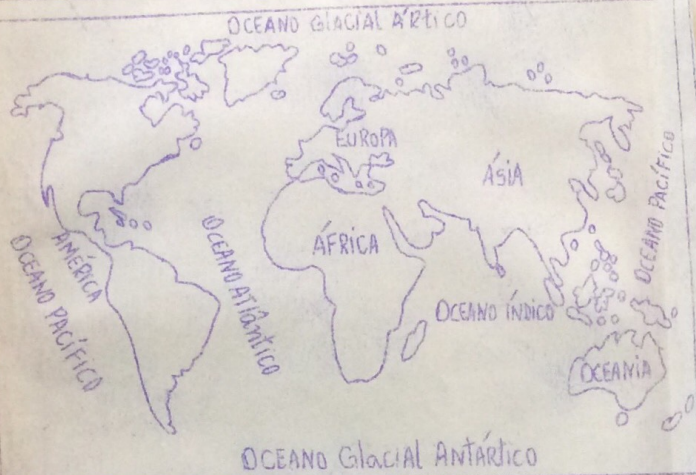 OCEANO GlACIAL ÁRtiCO
EUROPA
ÁSIA
OCEANO PACÍFICO
ÁFRICA
AMÉRICA
OCEANO PACÍFICO
OCEANO AtlÂntico
OCEANO ÍNDICO
OCEANIA
OCEANO Glacial ANtÁRtico